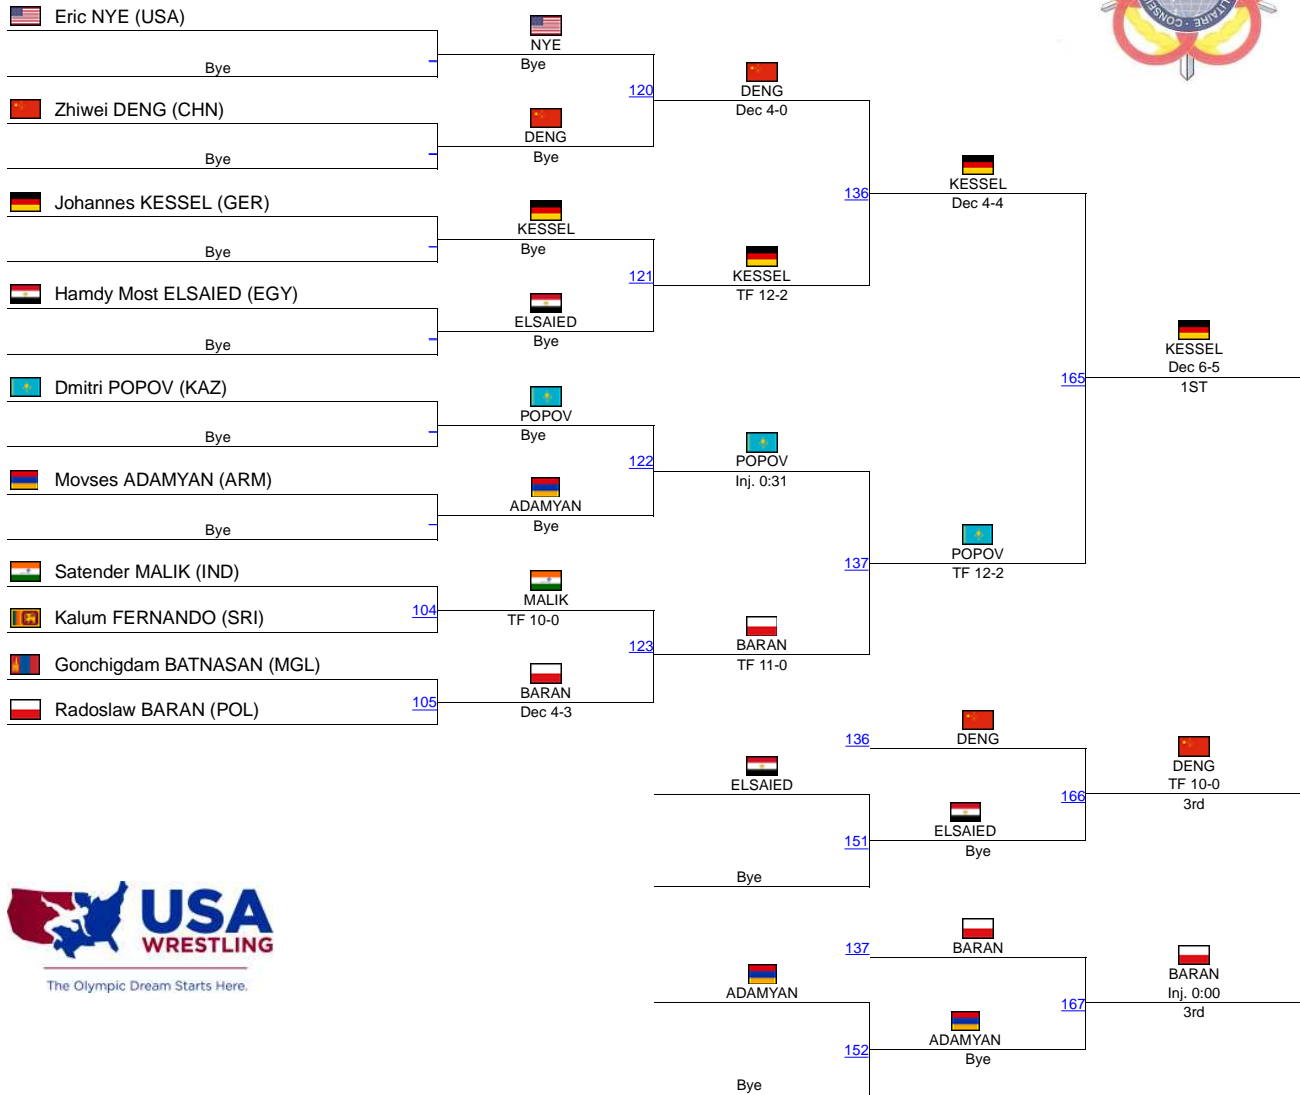 Eric NYE (USA)
Bye
Zhiwei DENG (CHN)
Bye
Johannes KESSEL (GER)
Bye
Hamdy Most ELSAIED (EGY)
Bye
Dmitri POPOV (KAZ)
Bye
Movses ADAMYAN (ARM)
Bye
Satender MALIK (IND)
Kalum FERNANDO (SRI)
104
Gonchigdam BATNASAN (MGL)
Radoslaw BARAN (POL)
105
NYE
Bye
120
DENG
Bye
KESSEL
Bye
121
ELSAIED
Bye
POPOV
Bye
122
ADAMYAN
Bye
MALIK
TF 10-0
123
BARAN
Dec 4-3
DENG
Dec 4-0
136
KESSEL
TF 12-2
POPOV
Inj. 0:31
137
BARAN
TF 11-0
KESSEL
Dec 4-4
165
POPOV
TF 12-2
KESSEL
Dec 6-5
1ST
ELSAIED
151
Bye
136
DENG
166
ELSAIED
Bye
DENG
TF 10-0
3rd
ADAMYAN
152
Bye
137
BARAN
167
ADAMYAN
Bye
BARAN
Inj. 0:00
3rd
USA
WRESTLING
The Olympic Dream Starts Here.
CONSEI
LITAIRE